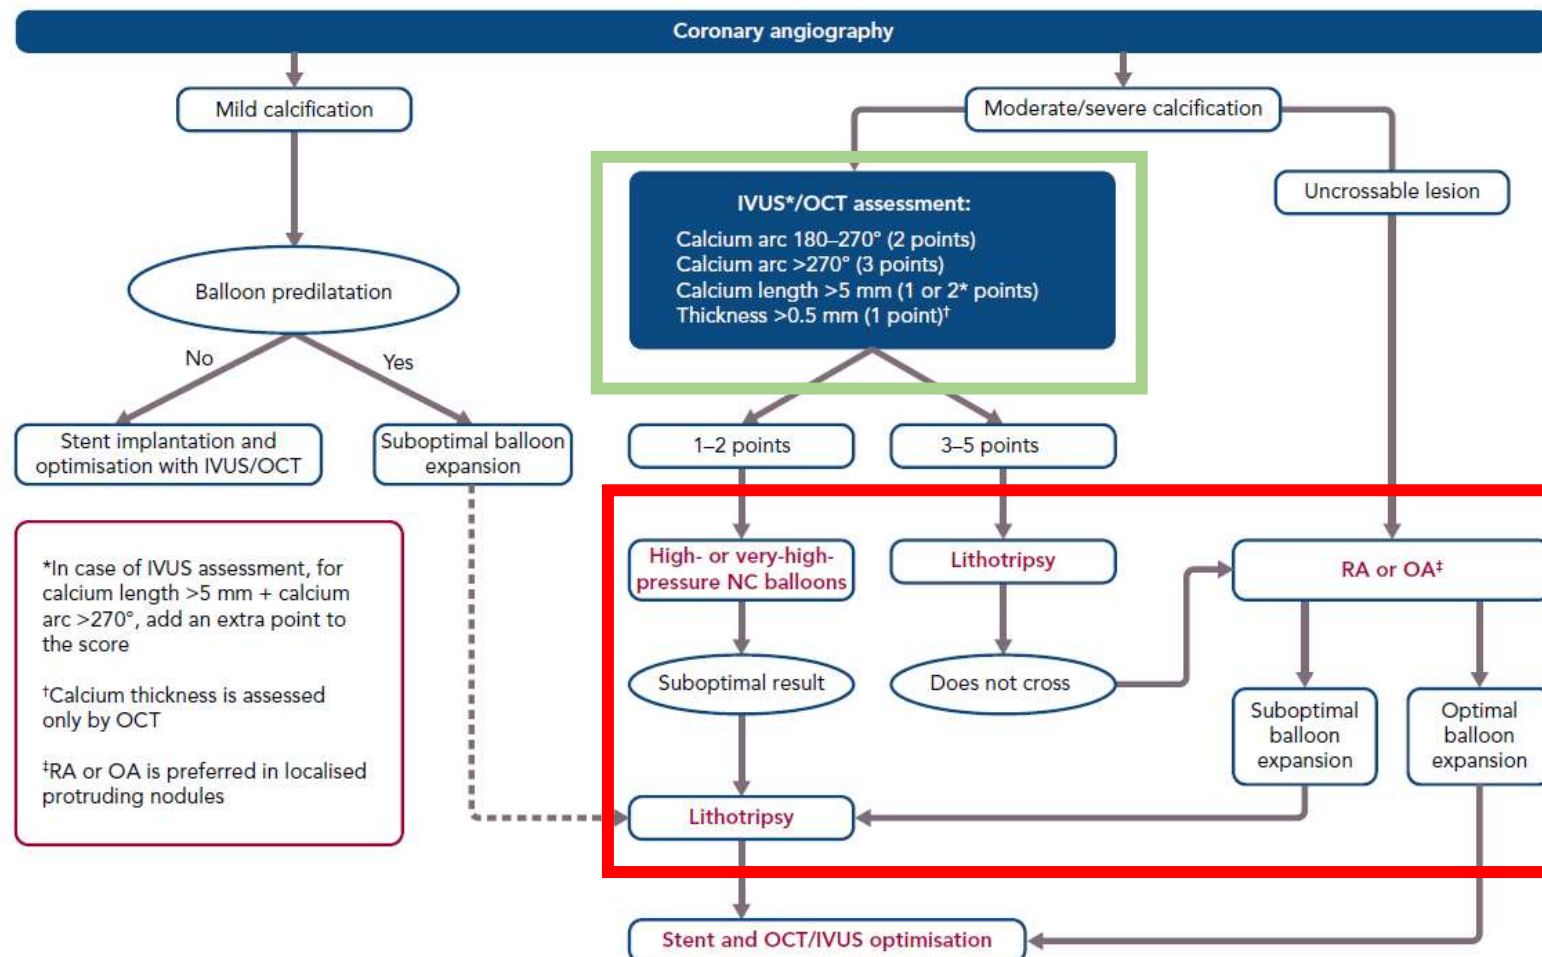 Coronary angiography
Mild calcification
Moderate/severe calcification
IVUS*/OCT assessment:
Calcium arc 180–270° (2 points)
Calcium arc >270° (3 points)
Calcium length >5 mm (1 or 2* points)
Thickness >0.5 mm (1 point)†
Uncrossable lesion
Balloon predilatation
No
Yes
Stent implantation and
optimisation with IVUS/OCT
Suboptimal balloon
expansion
1–2 points
3–5 points
High- or very-high-
pressure NC balloons
Lithotripsy
RA or OA‡
Suboptimal result
Does not cross
Suboptimal
balloon
expansion
Optimal
balloon
expansion
Lithotripsy
Stent and OCT/IVUS optimisation
*In case of IVUS assessment, for
calcium length >5 mm + calcium
arc >270°, add an extra point to
the score
†Calcium thickness is assessed
only by OCT
‡RA or OA is preferred in localised
protruding nodules